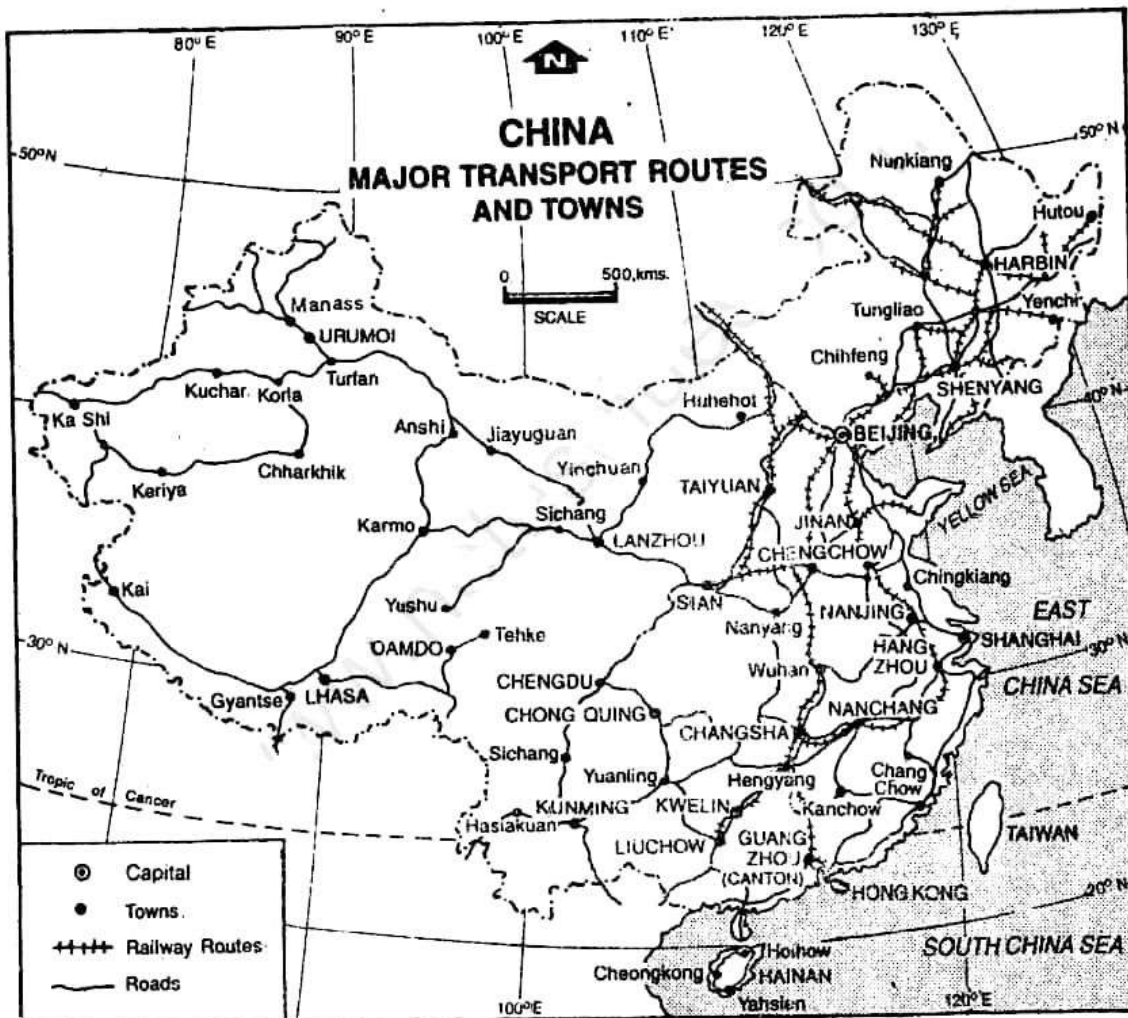 80° E
90° E
100° E
110° E
120° E
130° E
N
CHINA
MAJOR TRANSPORT ROUTES
AND TOWNS
0 500,kms.
SCALE
50° N
50° N
Nunkiang
Hutou
HARBIN
Yenchi
Tungliao
Chihfeng
SHENYANG
40° N
Manass
URUMOI
Turfan
Kuchar
Korla
Ka Shi
Keriya
Chharkhik
Anshi
Jiayuguan
Huhehot
BEIJING
Yinchuan
TAIYUAN
YELLOW SEA
Karmo
Sichang
LANZHOU
JINAN
CHENGCHOW
Chingkiang
Kai
SIAN
Nanyang
NANJING
EAST
Yushu
Tehke
SHANGHAI
30° N
30° N
DAMDO
HANG
ZHOU
Wuhan
CHINA SEA
LHASA
Gyantse
CHENGDU
CHONG QUING
NANCHANG
CHANGSHA
Sichang
Yuanling
Hengyang
Chang
Chow
Kanchow
Tropic of Cancer
KUNMING
Hasiakuan
KWELIN
LIUCHOW
GUANG
ZHOU
(CANTON)
TAIWAN
HONG KONG
20° N
SOUTH CHINA SEA
Hoihow
Cheongkong
HAINAN
Yahsien
100° E
120° E
Capital
Towns
Railway Routes
Roads